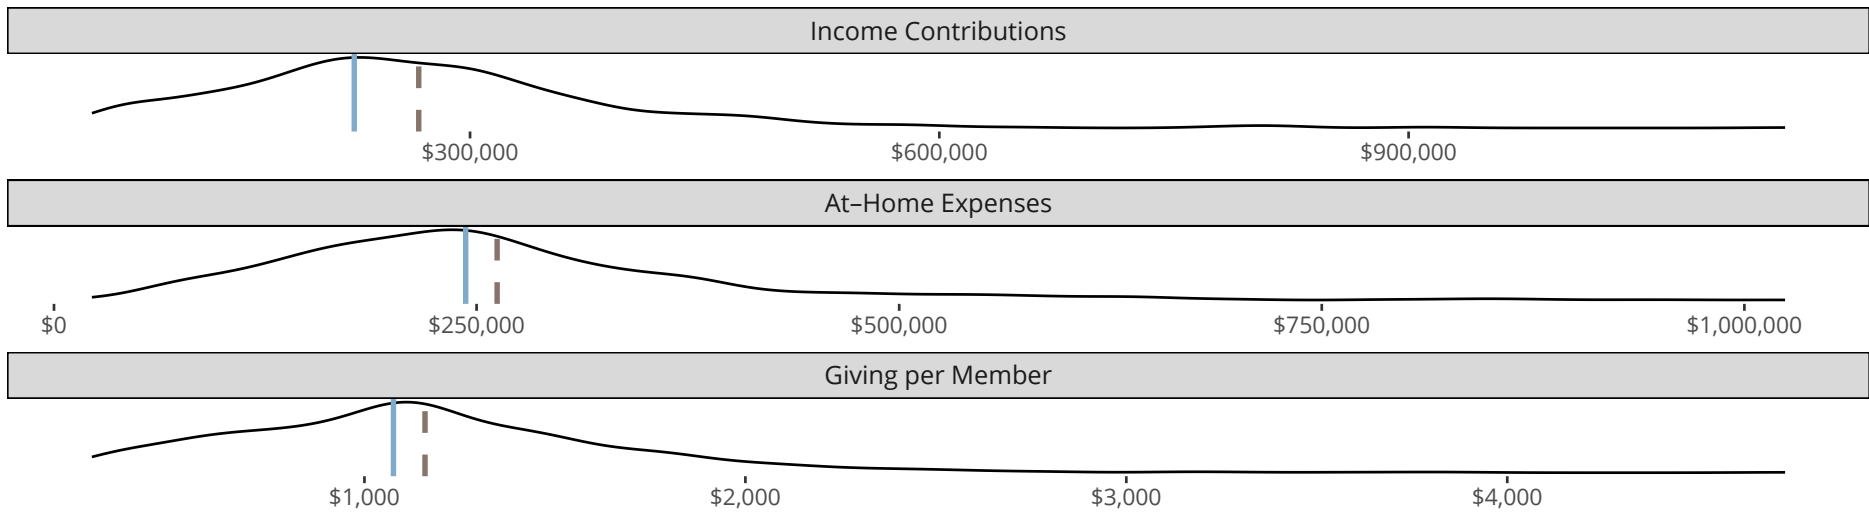 Income Contributions
$300,000 $600,000 $900,000
At–Home Expenses
$0 $250,000 $500,000 $750,000 $1,000,000
Giving per Member
$1,000 $2,000 $3,000 $4,000